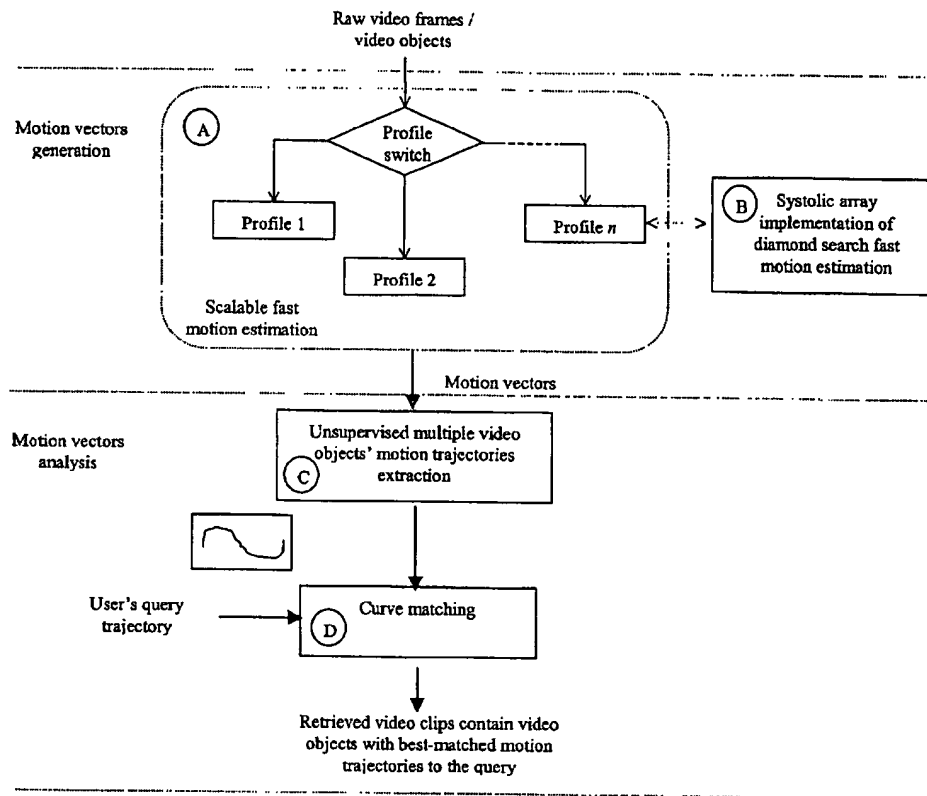 Raw video frames /
video objects
Motion vectors
generation
A
Profile
switch
Profile 1
Profile 2
Profile n
B
Systolic array
implementation of
diamond search fast
motion estimation
Scalable fast
motion estimation
Motion vectors
Motion vectors
analysis
Unsupervised multiple video
objects' motion trajectories
extraction
C
User's query
trajectory
Curve matching
D
Retrieved video clips contain video
objects with best-matched motion
trajectories to the query